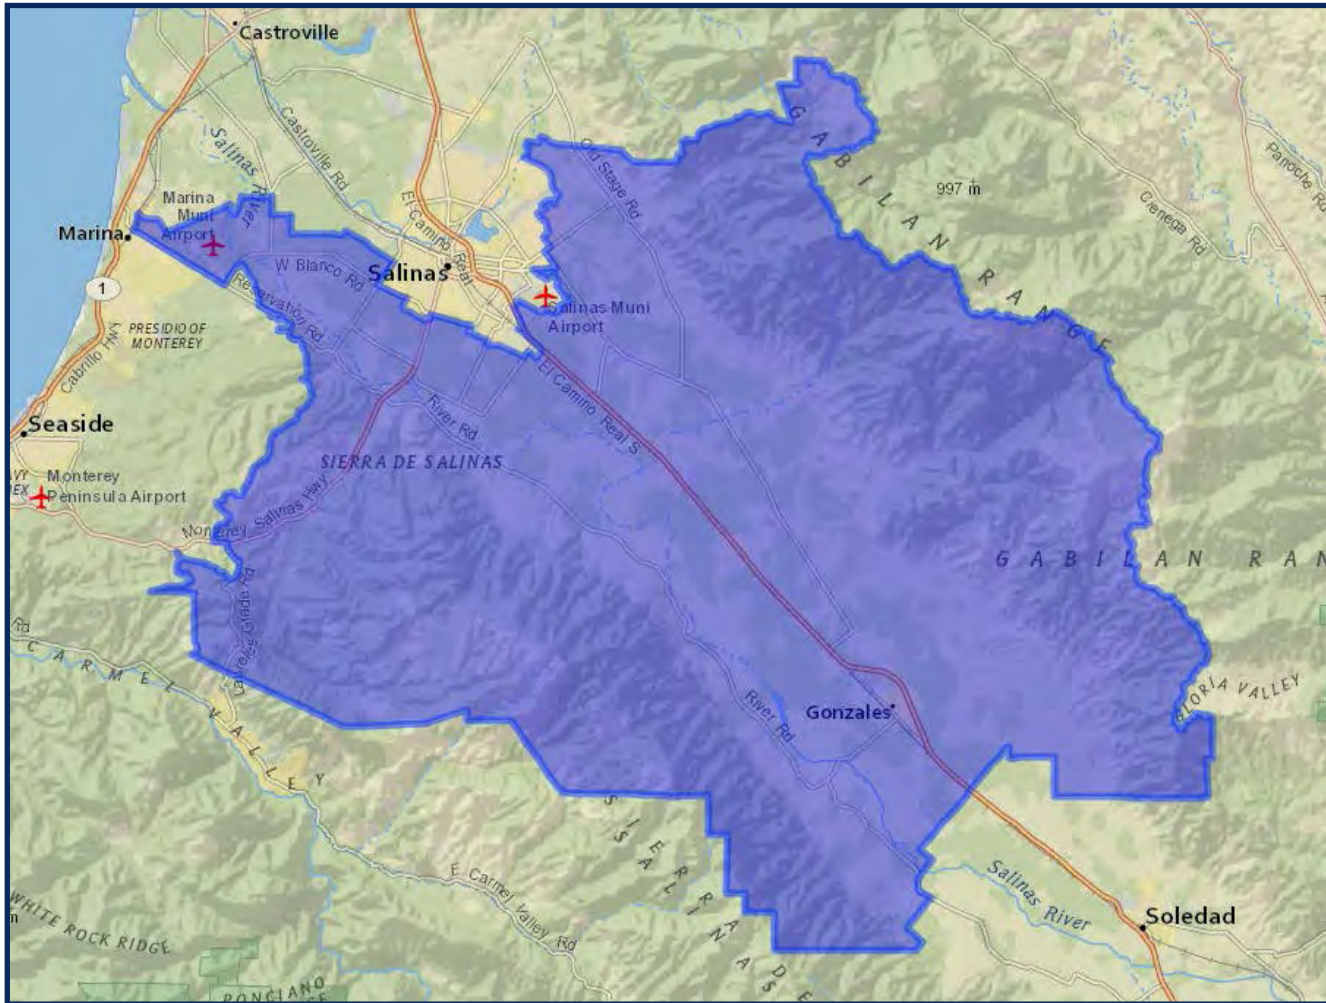 Castroville
Castroville Rd
Salinas River
Old Stage Rd
GABILAN RANGE
997 m
Panoche Rd
Cienega Rd
Marina
Muni
Airport
Marina
El Camino Real
Salinas
W Blanco Rd
1
Reservation Rd
Salinas Muni
Airport
PRESIDIO OF
MONTEREY
Cabrillo Hwy
El Camino Real S
River Rd
Seaside
SIERRA DE SALINAS
Monterey
Peninsula Airport
Monterey Salinas Hwy
GABILAN RAN
Laureles Grade Rd
Rd
CARMEL VALLEY
GLORIA VALLEY
Gonzales
River Rd
SIERRA DE
SALINAS
E Carmel Valley Rd
Salinas River
Soledad
WHITE ROCK RIDGE
PONCIANO